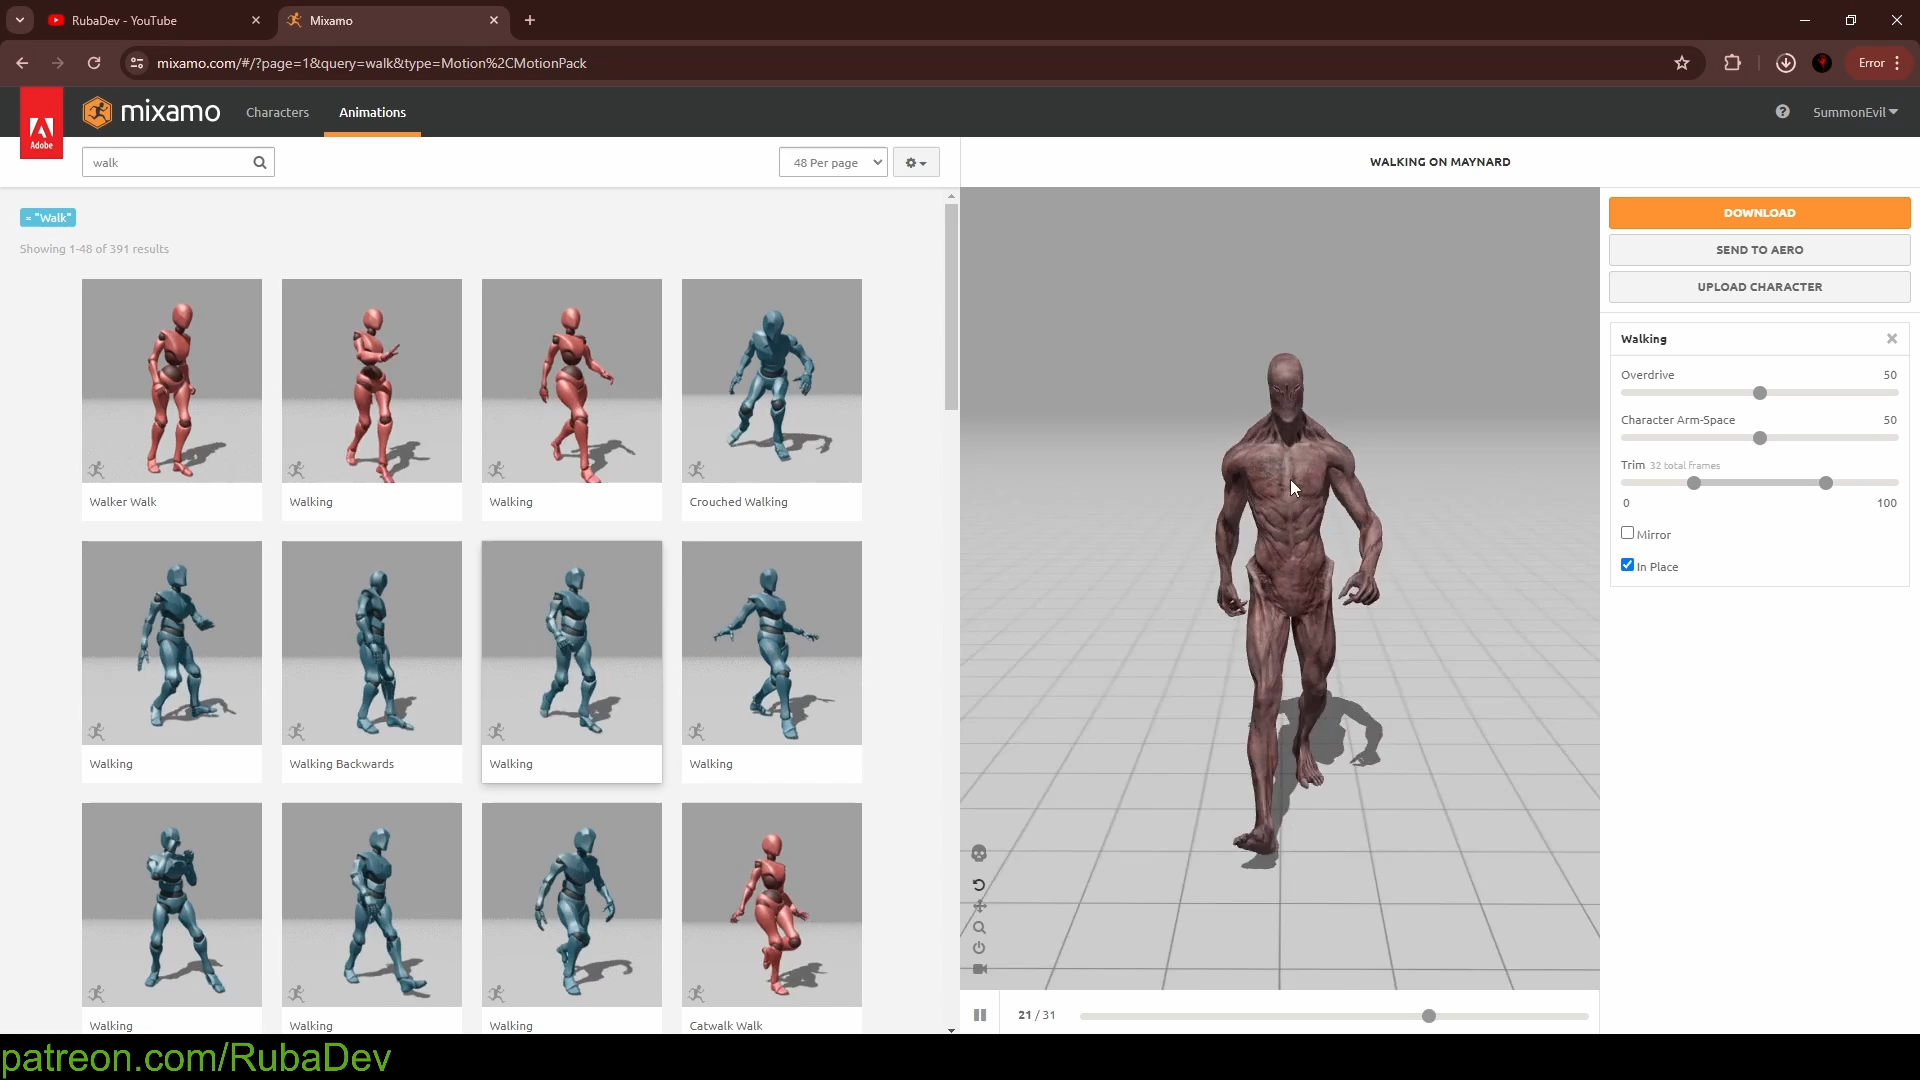 RubaDev - YouTube
Mixamo
mixamo.com/#/?page=1&query=walk&type=Motion%2CMotionPack
Error
Adobe
mixamo
Characters
Animations
SummonEvil
walk
48 Per page
WALKING ON MAYNARD
× "Walk"
Showing 1-48 of 391 results
DOWNLOAD
SEND TO AERO
UPLOAD CHARACTER
Walking
Overdrive 50
Character Arm-Space 50
Trim 32 total frames
0 100
Mirror
In Place
Walker Walk
Walking
Walking
Crouched Walking
Walking
Walking Backwards
Walking
Walking
Walking
Walking
Walking
Catwalk Walk
21 / 31
patreon.com/RubaDev